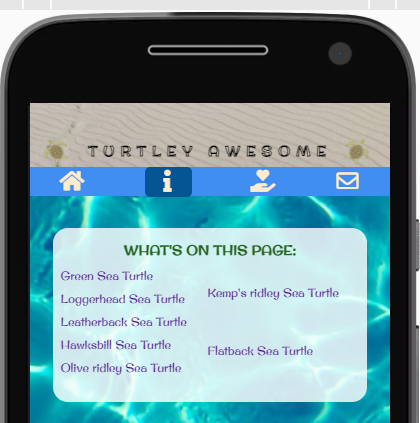 TURTLEY AWESOME
WHAT'S ON THIS PAGE:
Green Sea Turtle
Loggerhead Sea Turtle
Leatherback Sea Turtle
Hawksbill Sea Turtle
Olive ridley Sea Turtle
Kemp's ridley Sea Turtle
Flatback Sea Turtle